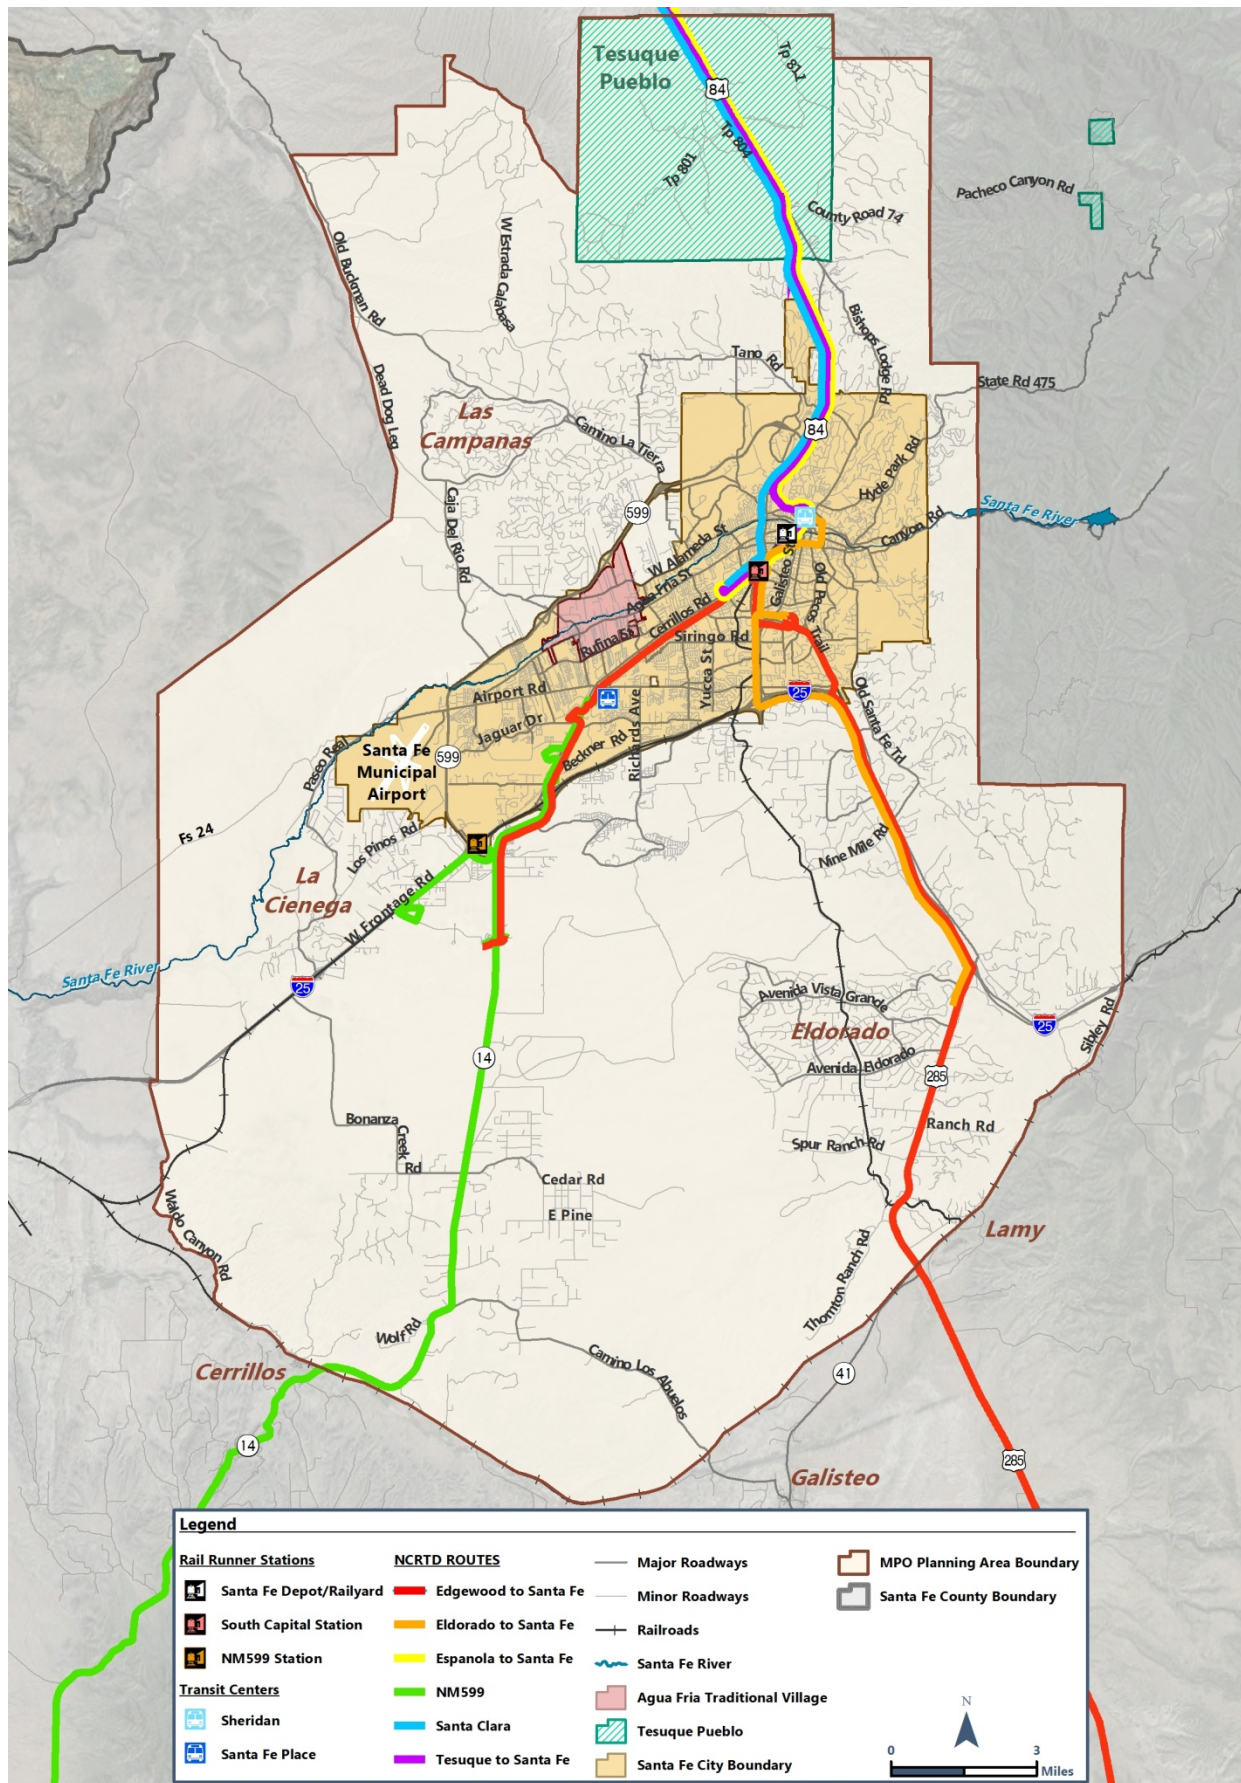 Tesuque
Pueblo
Tp 81-1
84
Tp 804
Tp 801
Pacheco Canyon Rd
County Road 74
Old Buckman Rd
W Estrada Calabasa
Bishops Lodge Rd
Tano Rd
State Rd 475
Dead Dog Leg
Las
Campanas
Camino La Tierra
84
Hyde Park Rd
Caja Del Rio Rd
599
Santa Fe River
Canyon Rd
W Alameda St
Agua Fria St
Galisteo St
Old Pecos Trail
Cerrillos Rd
Rufina St
Siringo Rd
Yucca St
Airport Rd
25
Old Santa Fe Trl
Jaguar Dr
Richards Ave
Beckner Rd
Paseo Real
Santa Fe
Municipal
Airport
599
Fs 24
Los Pinos Rd
Nine Mile Rd
La
Cienega
W Frontage Rd
Santa Fe River
25
Avenida Vista Grande
Eldorado
25
Sibley Rd
Avenida Eldorado
14
285
Bonanza
Creek
Rd
Ranch Rd
Spur Ranch Rd
Cedar Rd
E Pine
Waldo Canyon Rd
Lamy
Thornton Ranch Rd
Wolf Rd
Cerrillos
Camino Los Abuelos
41
14
285
Galisteo
Legend
Rail Runner Stations
Santa Fe Depot/Railyard
South Capital Station
NM599 Station
Transit Centers
Sheridan
Santa Fe Place
NCRTD ROUTES
Edgewood to Santa Fe
Eldorado to Santa Fe
Espanola to Santa Fe
NM599
Santa Clara
Tesuque to Santa Fe
Major Roadways
Minor Roadways
Railroads
Santa Fe River
Agua Fria Traditional Village
Tesuque Pueblo
Santa Fe City Boundary
MPO Planning Area Boundary
Santa Fe County Boundary
N
0 3
Miles